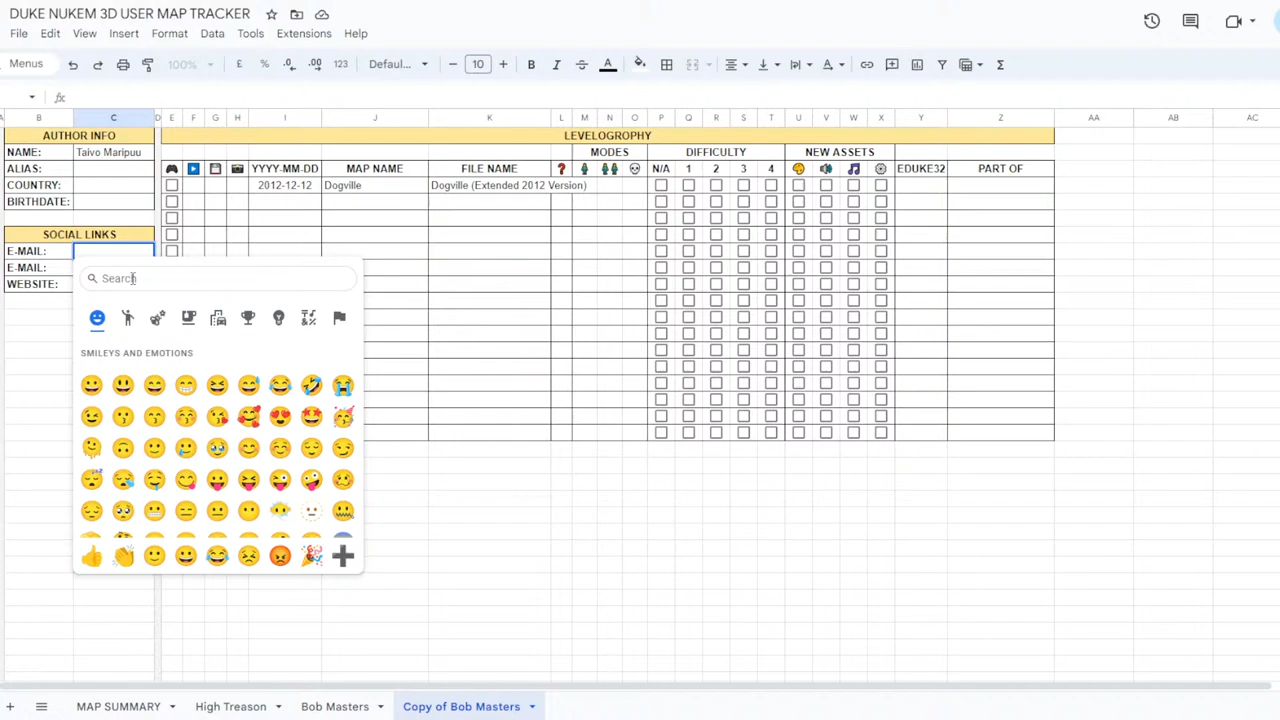 DUKE NUKEM 3D USER MAP TRACKER
File Edit View Insert Format Data Tools Extensions Help
Menus 100% £ % .0 .00 123 Defaul... 10 B I A
fx
A B C D E F G H I J K L M N O P Q R S T U V W X Y Z AA AB AC
AUTHOR INFO LEVELOGRAPHY
NAME: Taivo Maripuu MODES DIFFICULTY NEW ASSETS
ALIAS: YYYY-MM-DD MAP NAME FILE NAME N/A 1 2 3 4 EDUKE32 PART OF
COUNTRY: 2012-12-12 Dogville Dogville (Extended 2012 Version)
BIRTHDATE:
SOCIAL LINKS
E-MAIL:
E-MAIL:
WEBSITE:
Search
SMILEYS AND EMOTIONS
MAP SUMMARY High Treason Bob Masters Copy of Bob Masters